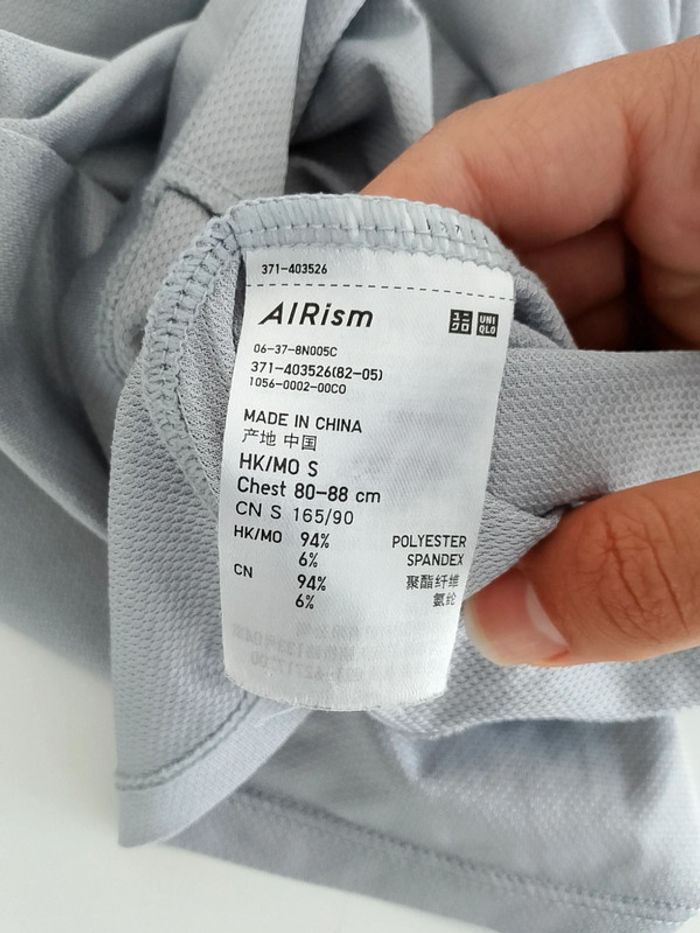 371-403526
AIRism ユニクロ UNIQLO
06-37-8N005C
371-403526(82-05)
1056-0002-00C0
MADE IN CHINA
产地 中国
HK/MO S
Chest 80-88 cm
CN S 165/90
HK/MO 94% POLYESTER
6% SPANDEX
CN 94% 聚酯纤维
6% 氨纶